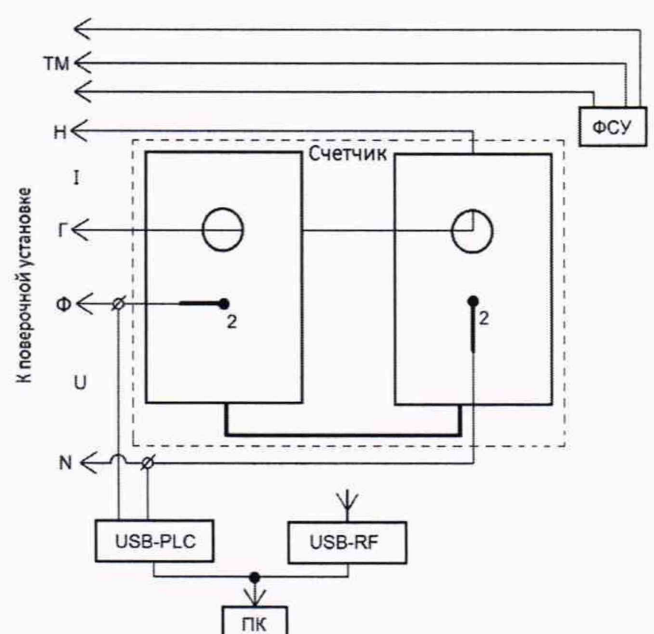 ТМ
ФСУ
Н
Счетчик
I
Г
К поверочной установке
Ф
2
2
U
N
USB-PLC
USB-RF
ПК